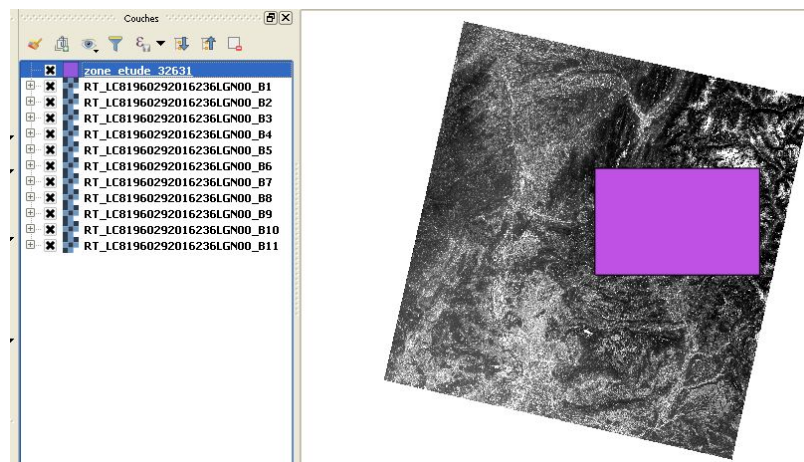 Couches
zone_etude_32631
RT_LC81960292016236LGN00_B1
RT_LC81960292016236LGN00_B2
RT_LC81960292016236LGN00_B3
RT_LC81960292016236LGN00_B4
RT_LC81960292016236LGN00_B5
RT_LC81960292016236LGN00_B6
RT_LC81960292016236LGN00_B7
RT_LC81960292016236LGN00_B8
RT_LC81960292016236LGN00_B9
RT_LC81960292016236LGN00_B10
RT_LC81960292016236LGN00_B11